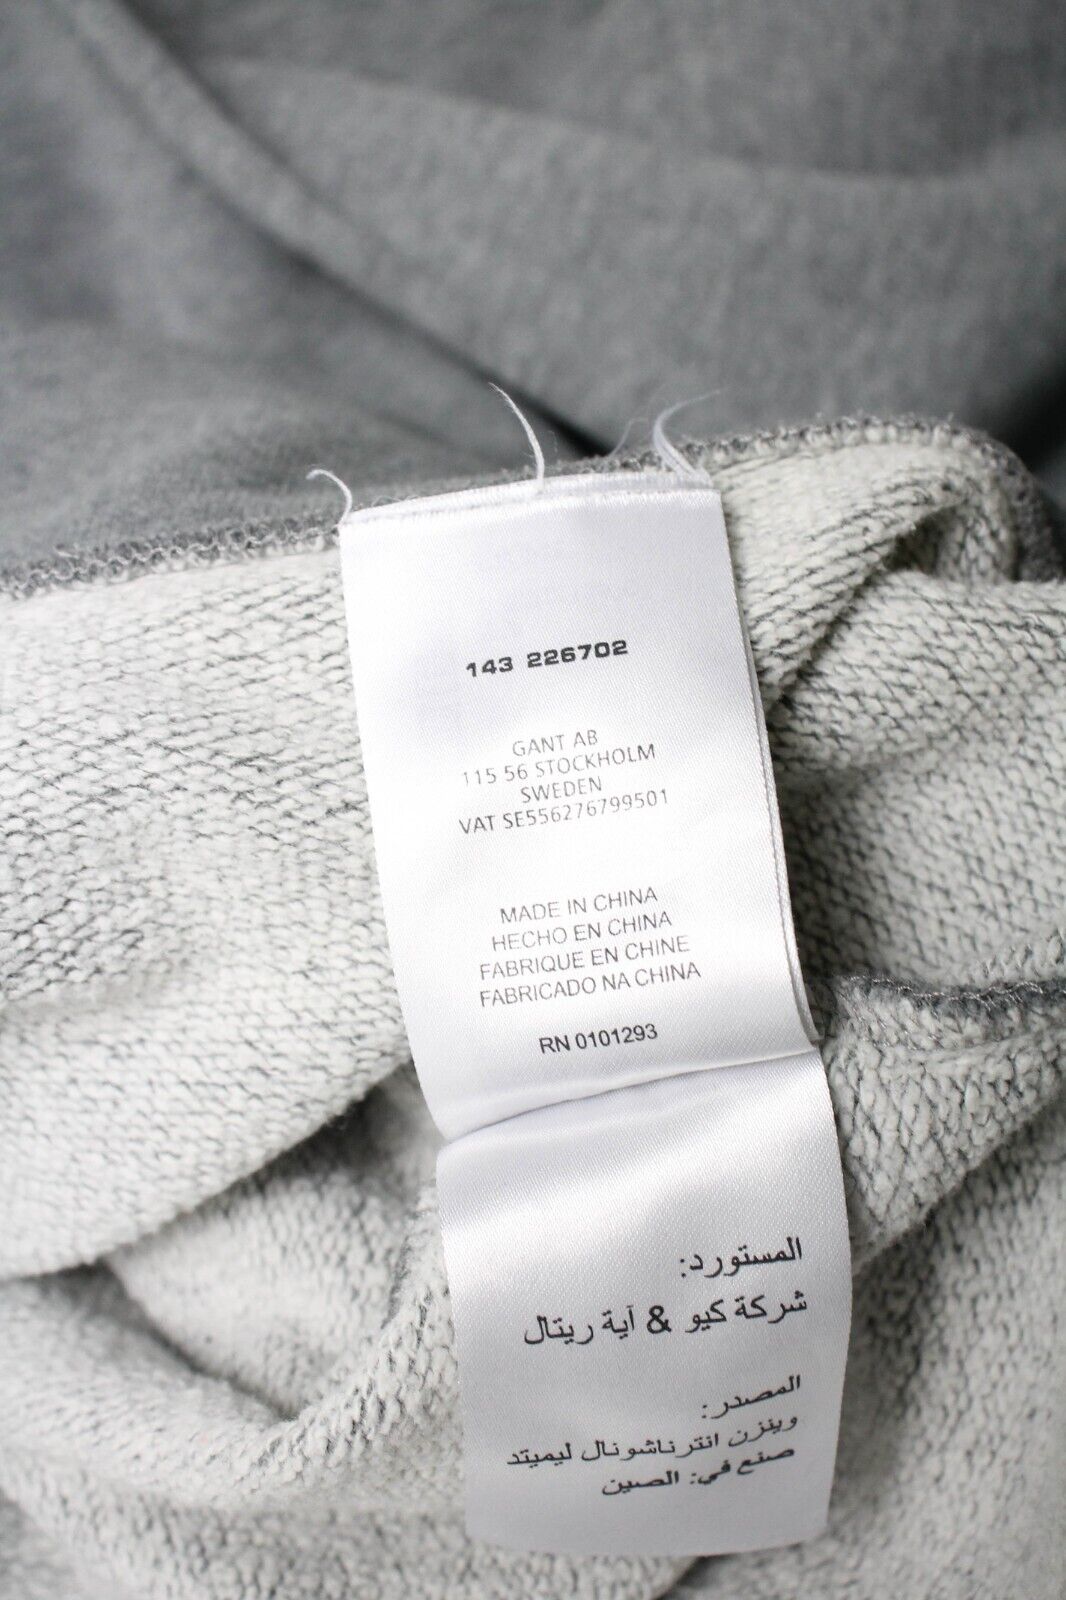 143 226702
GANT AB
115 56 STOCKHOLM
SWEDEN
VAT SE556276799501
MADE IN CHINA
HECHO EN CHINA
FABRIQUE EN CHINE
FABRICADO NA CHINA
RN 0101293
المستورد:
شركة كيو & آية ريتال
المصدر:
وينزن انترناشونال ليميتد
صنع في: الصين